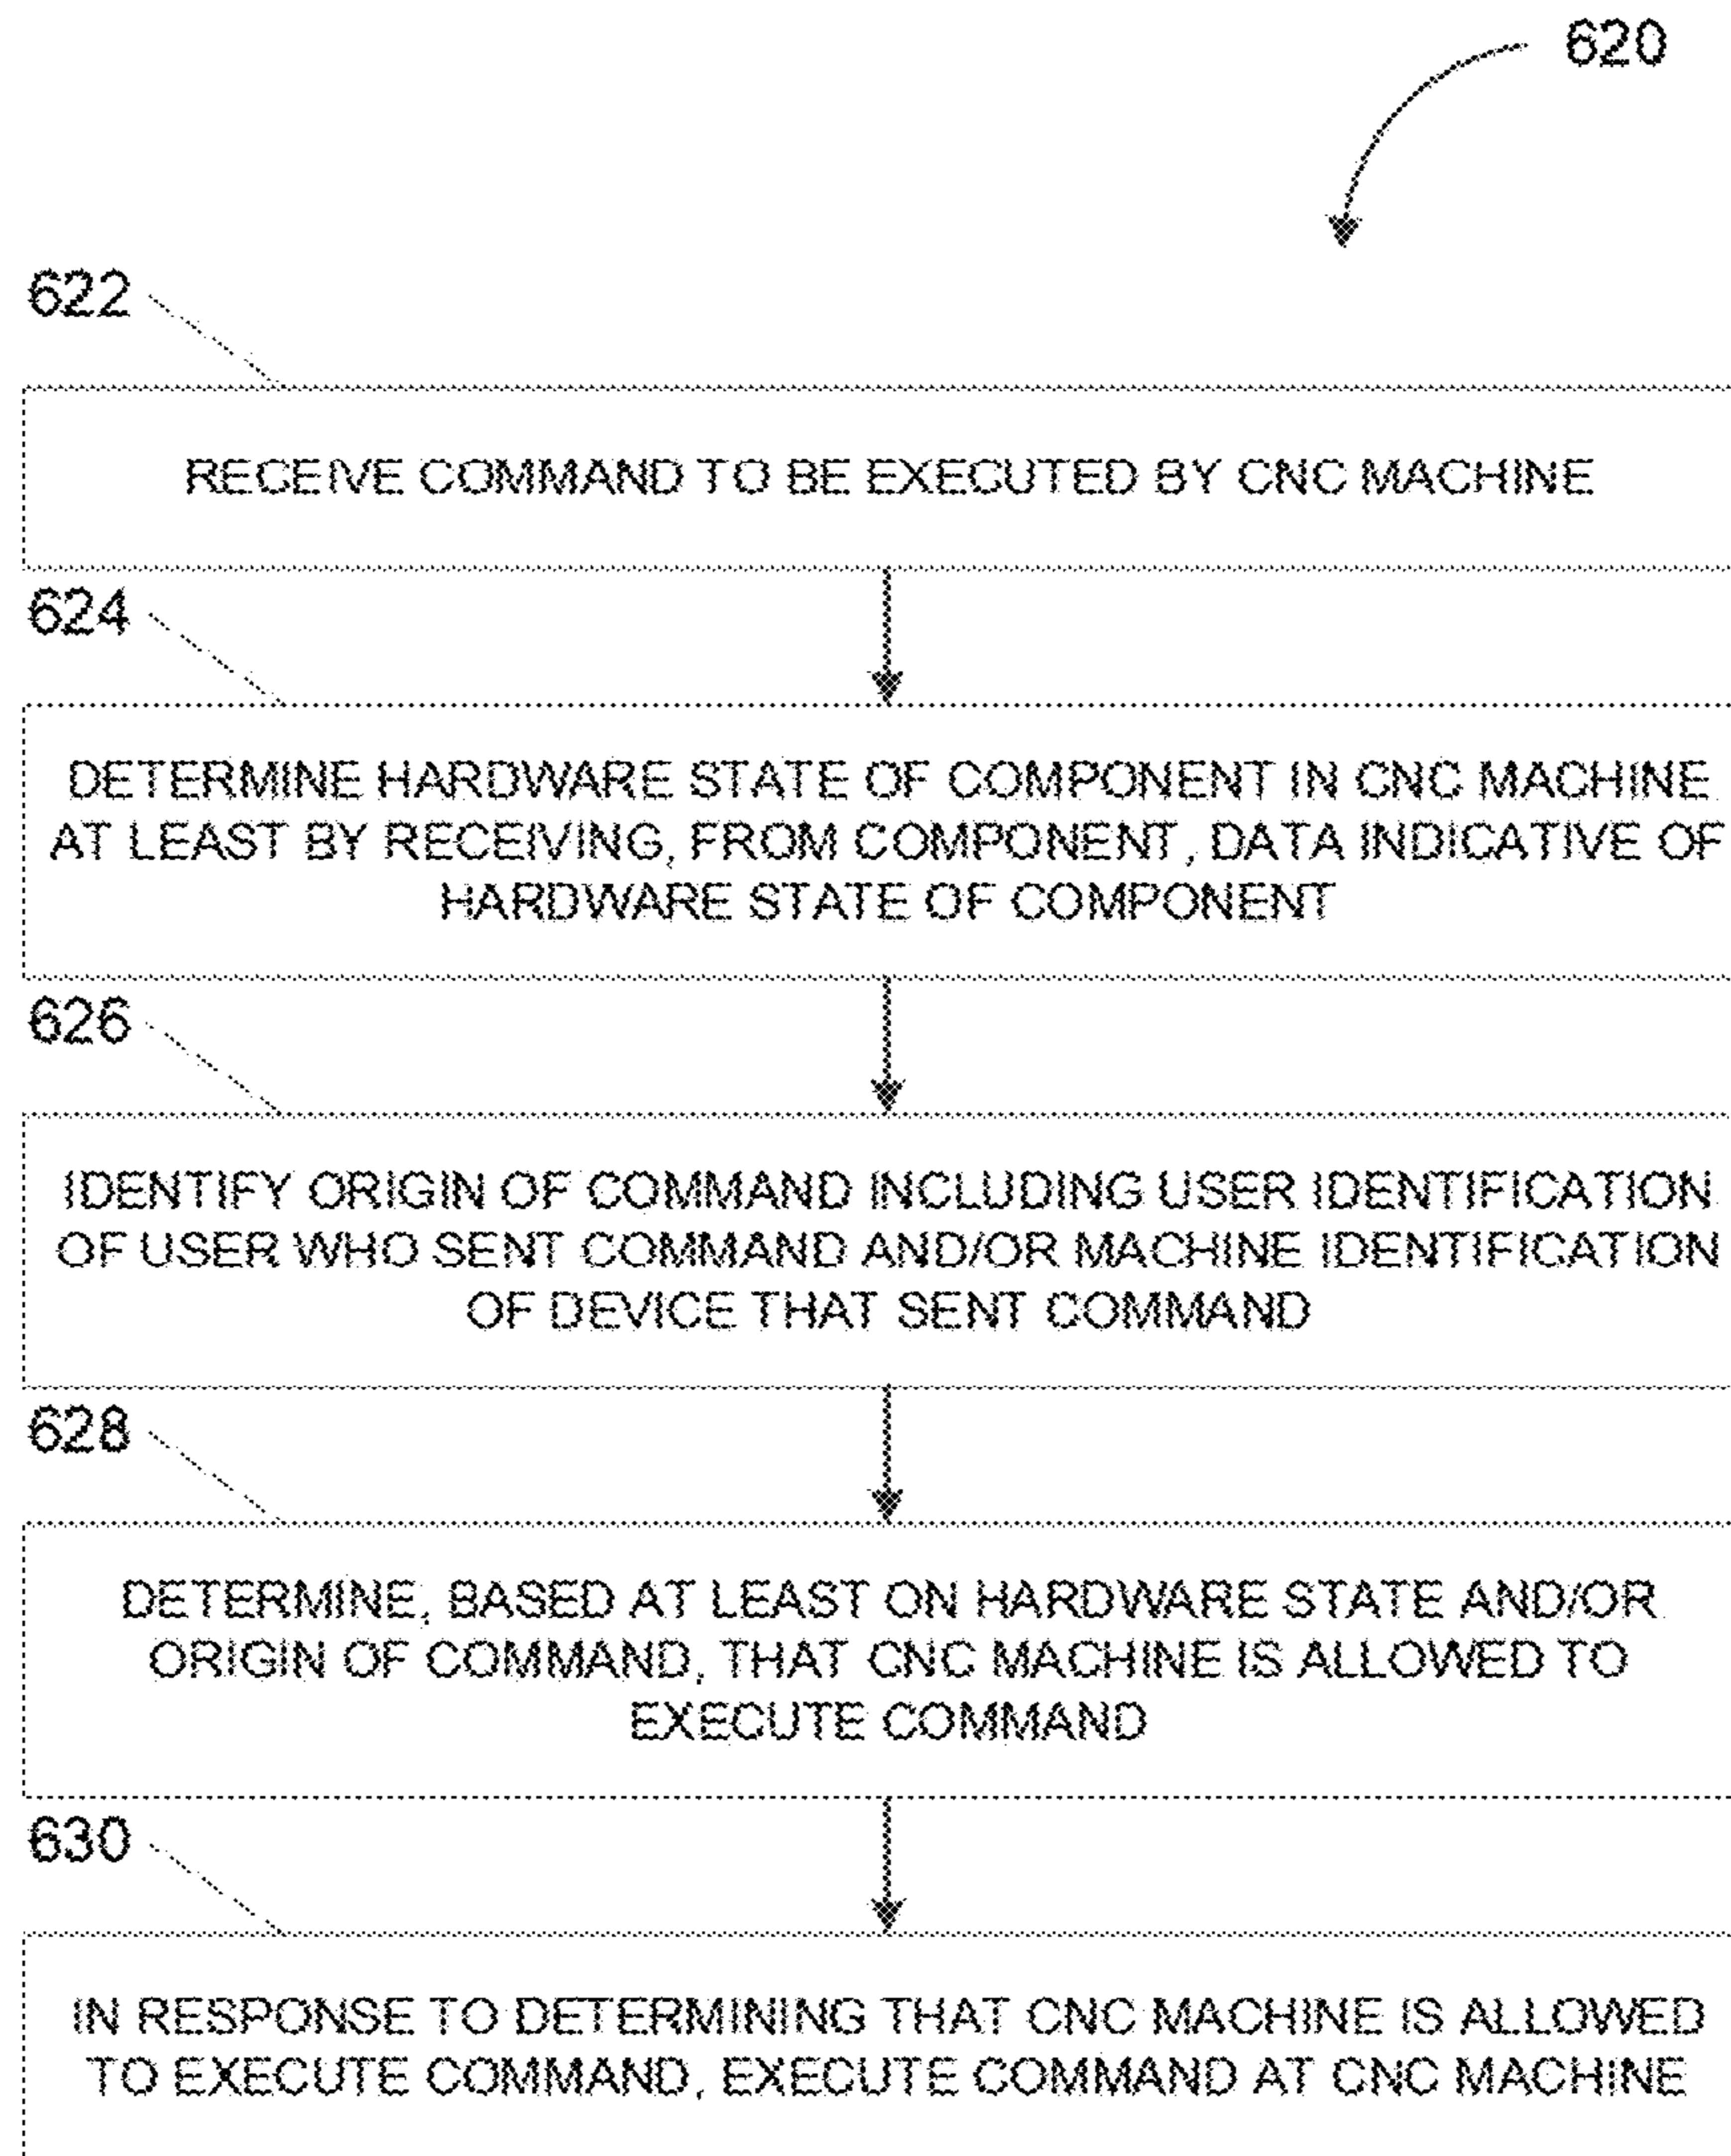 620
622
RECEIVE COMMAND TO BE EXECUTED BY CNC MACHINE
624
DETERMINE HARDWARE STATE OF COMPONENT IN CNC MACHINE
AT LEAST BY RECEIVING, FROM COMPONENT, DATA INDICATIVE OF
HARDWARE STATE OF COMPONENT
626
IDENTIFY ORIGIN OF COMMAND INCLUDING USER IDENTIFICATION
OF USER WHO SENT COMMAND AND/OR MACHINE IDENTIFICATION
OF DEVICE THAT SENT COMMAND
628
DETERMINE, BASED AT LEAST ON HARDWARE STATE AND/OR
ORIGIN OF COMMAND, THAT CNC MACHINE IS ALLOWED TO
EXECUTE COMMAND
630
IN RESPONSE TO DETERMINING THAT CNC MACHINE IS ALLOWED
TO EXECUTE COMMAND, EXECUTE COMMAND AT CNC MACHINE